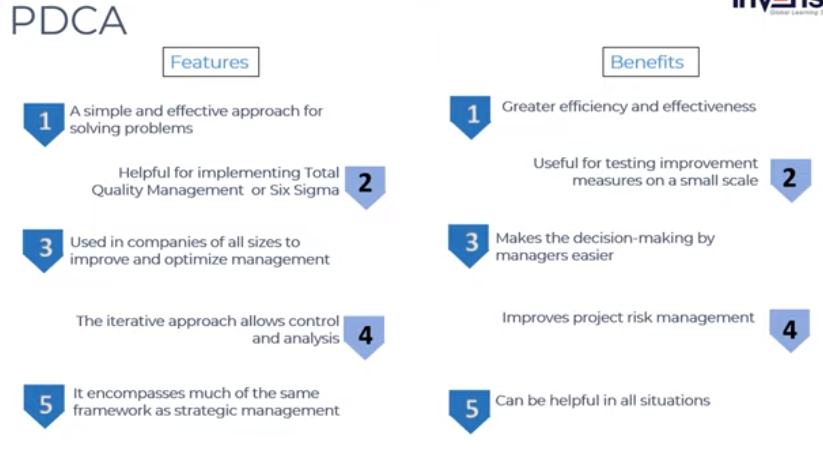 PDCA
Global Learning
Features
1
A simple and effective approach for
solving problems
Helpful for implementing Total
Quality Management or Six Sigma
2
3
Used in companies of all sizes to
improve and optimize management
The iterative approach allows control
and analysis
4
5
It encompasses much of the same
framework as strategic management
Benefits
1
Greater efficiency and effectiveness
Useful for testing improvement
measures on a small scale
2
3
Makes the decision-making by
managers easier
Improves project risk management
4
5
Can be helpful in all situations